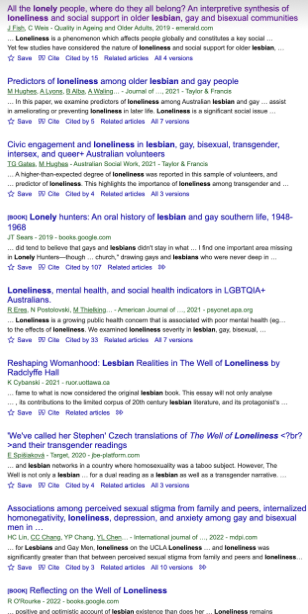 All the lonely people, where do they all belong? An interpretive synthesis of
loneliness and social support in older lesbian, gay and bisexual communities
J Fish, C Weis - Quality in Ageing and Older Adults, 2019 - emerald.com
... Loneliness is a phenomenon which affects people globally and constitutes a key social ...
Yet few studies have considered the nature of loneliness and social support for older lesbian, ...
Save Cite Cited by 15 Related articles All 4 versions
Predictors of loneliness among older lesbian and gay people
M Hughes, A Lyons, B Alba, A Waling... - Journal of ..., 2021 - Taylor & Francis
... In this paper, we examine predictors of loneliness among Australian lesbian and gay ... assist
in ameliorating or preventing loneliness in later life. Loneliness is a significant social issue ...
Save Cite Cited by 5 Related articles All 7 versions
Civic engagement and loneliness in lesbian, gay, bisexual, transgender,
intersex, and queer+ Australian volunteers
TG Gates, M Hughes - Australian Social Work, 2021 - Taylor & Francis
... A higher-than-expected degree of loneliness was reported in this sample of volunteers, and
... predictor of loneliness. This highlights the importance of loneliness among transgender and ...
Save Cite Cited by 4 Related articles All 3 versions
[BOOK] Lonely hunters: An oral history of lesbian and gay southern life, 1948-
1968
JT Sears - 2019 - books.google.com
... did tend to believe that gays and lesbians didn't stay in what ... I find one important area missing
in Lonely Hunters—though ... church," drawing gays and lesbians who were never deep in ...
Save Cite Cited by 107 Related articles
Loneliness, mental health, and social health indicators in LGBTQIA+
Australians.
R Eres, N Postolovski, M Thielking... - American Journal of ..., 2021 - psycnet.apa.org
... Loneliness is a growing public health concern that is associated with poor mental health (eg...
to the effects of loneliness. We examined loneliness severity in lesbian, gay, bisexual, ...
Save Cite Cited by 33 Related articles All 7 versions
Reshaping Womanhood: Lesbian Realities in The Well of Loneliness by
Radclyffe Hall
K Cybanski - 2021 - ruor.uottawa.ca
... fame to what is now considered the original lesbian book. This essay will not only analyse
... , its contributions to the limited corpus of 20th century lesbian literature, and its protagonist's ...
Save Cite Related articles
'We've called her Stephen' Czech translations of The Well of Loneliness <?br?
>and their transgender readings
E Spišiaková - Target, 2020 - jbe-platform.com
... and lesbian networks in a country where homosexuality was a taboo subject. However, The
Well is not only a lesbian ... for a dual reading as a lesbian as well as a transgender narrative. ...
Save Cite Cited by 4 Related articles All 3 versions
Associations among perceived sexual stigma from family and peers, internalized
homonegativity, loneliness, depression, and anxiety among gay and bisexual
men in ...
HC Lin, CC Chang, YP Chang, YL Chen... - International journal of ..., 2022 - mdpi.com
... for Lesbians and Gay Men, loneliness on the UCLA Loneliness ... and loneliness was
significantly greater than that between perceived sexual stigma from family and peers and loneliness...
Save Cite Cited by 3 Related articles All 10 versions
[BOOK] Reflecting on the Well of Loneliness
R O'Rourke - 2022 - books.google.com
... positive and optimistic account of lesbian existence than does her ... Loneliness, remained